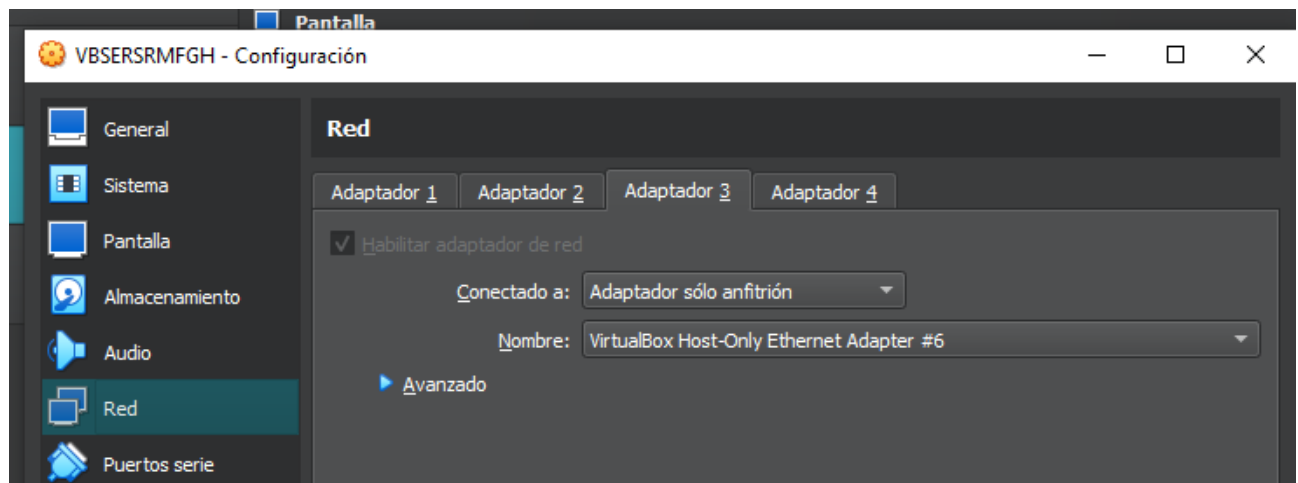 Pantalla
VBSERSRMFGH - Configuración
General
Sistema
Pantalla
Almacenamiento
Audio
Red
Puertos serie
Red
Adaptador 1 Adaptador 2 Adaptador 3 Adaptador 4
Habilitar adaptador de red
Conectado a: Adaptador sólo anfitrión
Nombre: VirtualBox Host-Only Ethernet Adapter #6
Avanzado